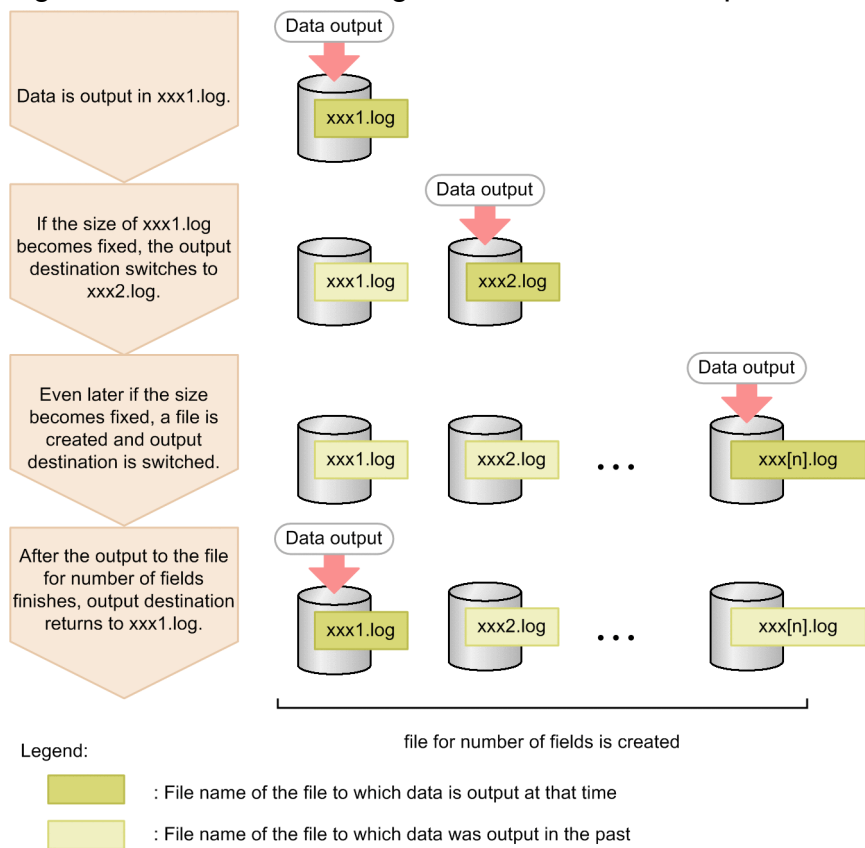 Data output
Data is output in xxx1.log.
xxx1.log
Data output
If the size of xxx1.log
becomes fixed, the output
destination switches to
xxx2.log.
xxx1.log
xxx2.log
Data output
Even later if the size
becomes fixed, a file is
created and output
destination is switched.
xxx1.log
xxx2.log
...
xxx[n].log
Data output
After the output to the file
for number of fields
finishes, output destination
returns to xxx1.log.
xxx1.log
xxx2.log
...
xxx[n].log
file for number of fields is created
Legend:
: File name of the file to which data is output at that time
: File name of the file to which data was output in the past